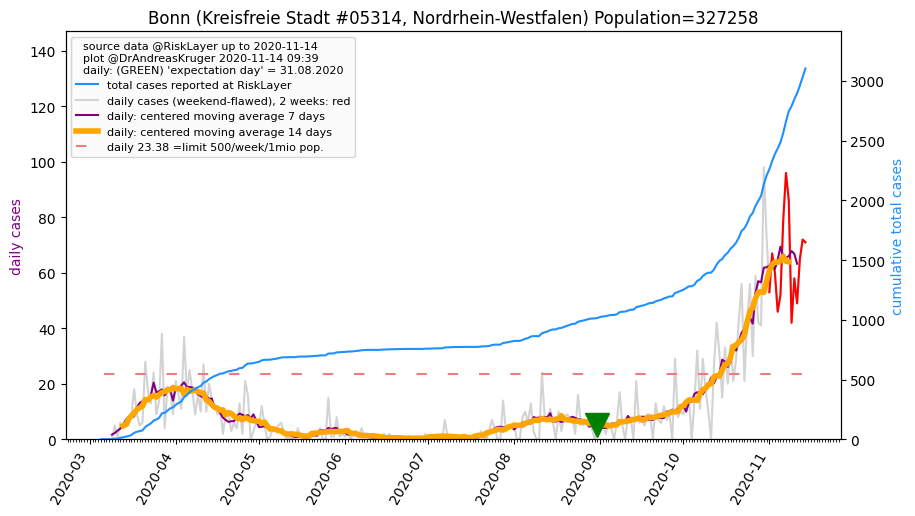 Bonn (Kreisfreie Stadt #05314, Nordrhein-Westfalen) Population=327258
source data @RiskLayer up to 2020-11-14
plot @DrAndreasKruger 2020-11-14 09:39
daily: (GREEN) 'expectation day' = 31.08.2020
total cases reported at RiskLayer
daily cases (weekend-flawed), 2 weeks: red
daily: centered moving average 7 days
daily: centered moving average 14 days
daily 23.38 =limit 500/week/1mio pop.
daily cases
140
120
100
80
60
40
20
0
cumulative total cases
3000
2500
2000
1500
1000
500
0
2020-03
2020-04
2020-05
2020-06
2020-07
2020-08
2020-09
2020-10
2020-11